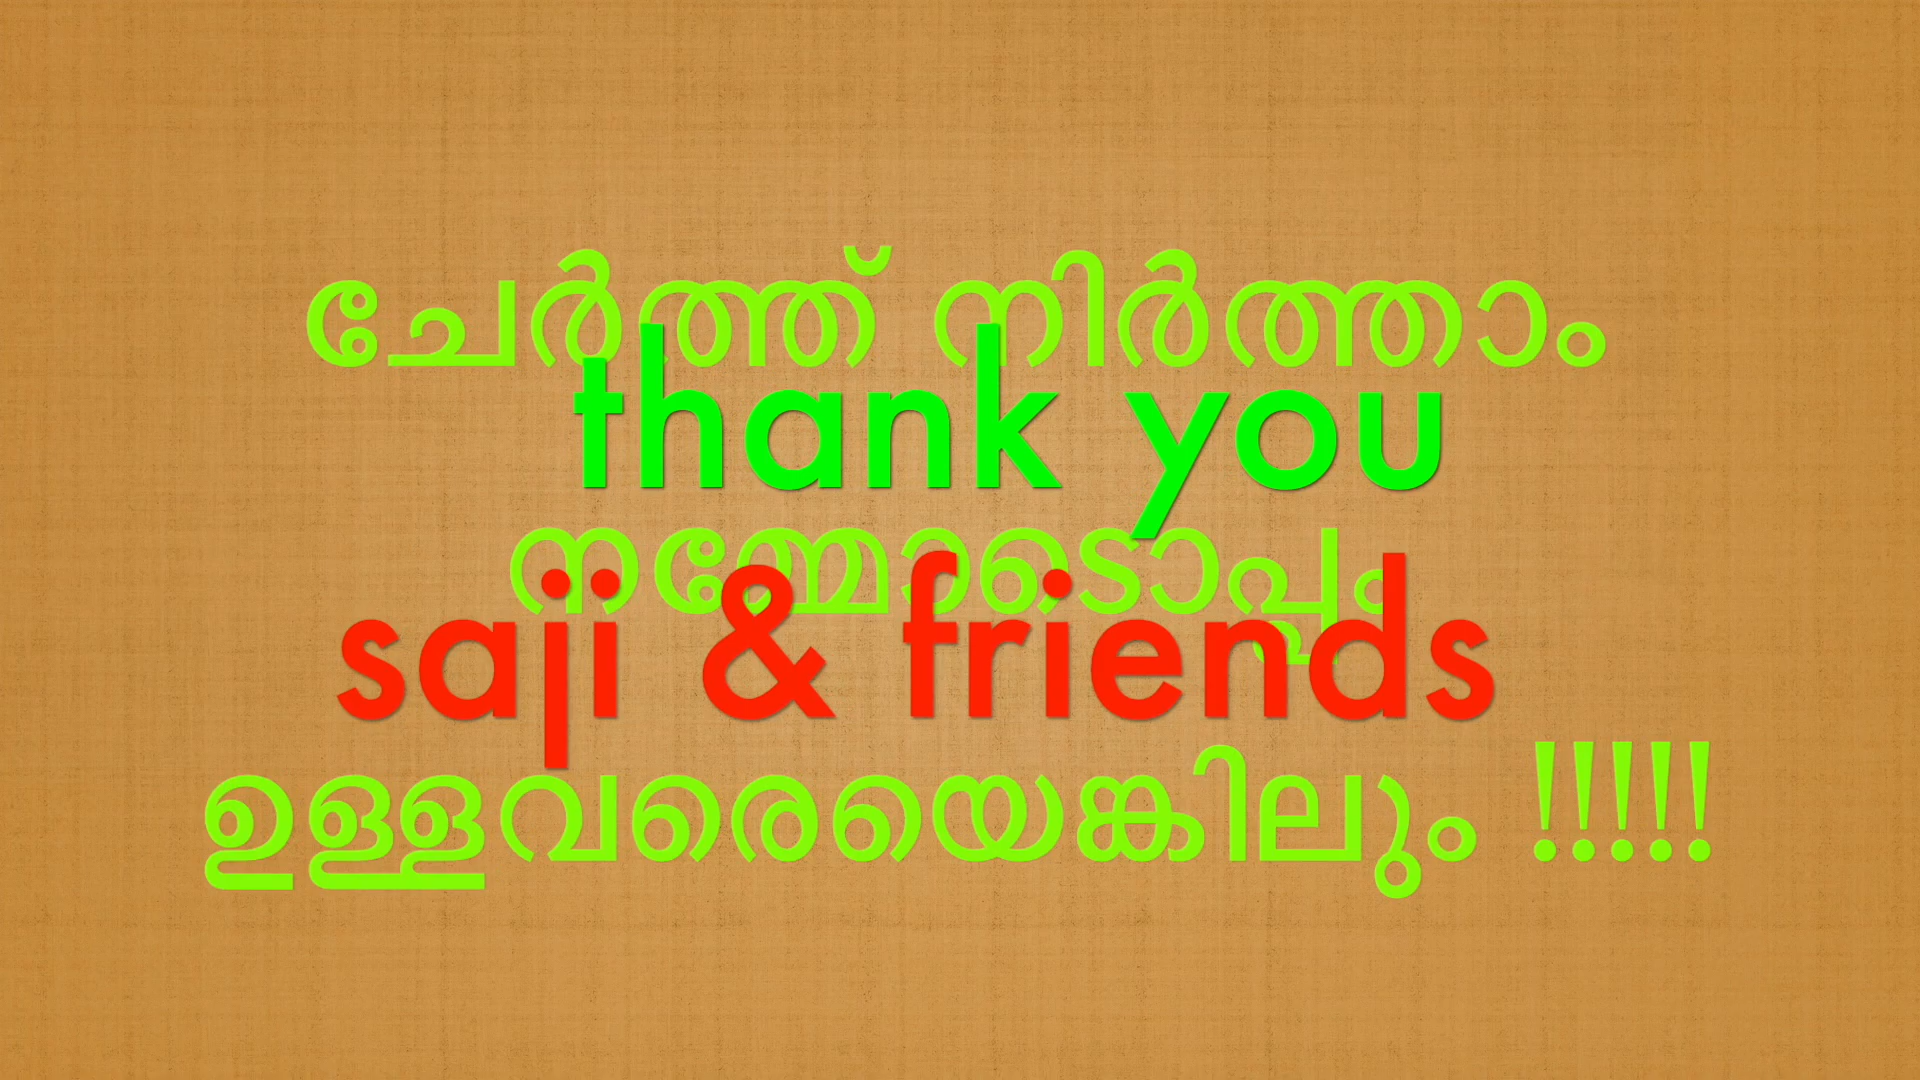 ചേർത്ത് നിർത്താം
thank you
നമ്മോടൊപ്പം
saji & friends
ഉള്ളവരെയെങ്കിലും !!!!!